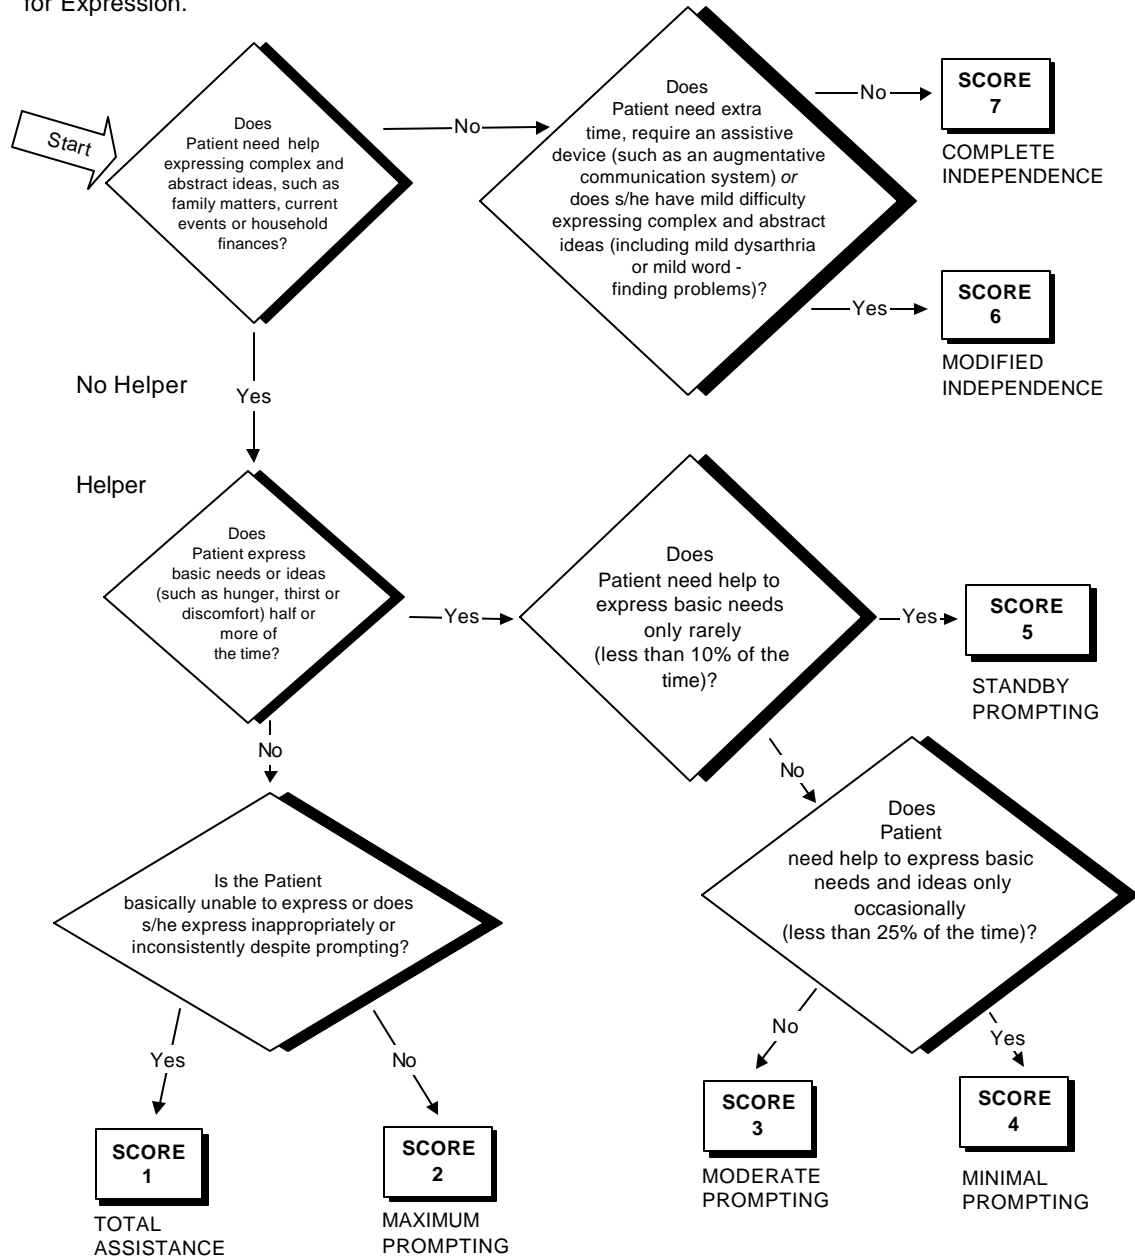 for Expression.
Start
Does
Patient need help
expressing complex and
abstract ideas, such as
family matters, current
events or household
finances?
No
Does
Patient need extra
time, require an assistive
device (such as an augmentative
communication system) or
does s/he have mild difficulty
expressing complex and abstract
ideas (including mild dysarthria
or mild word -
finding problems)?
No
SCORE
7
COMPLETE
INDEPENDENCE
Yes
SCORE
6
MODIFIED
INDEPENDENCE
No Helper
Yes
Helper
Does
Patient express
basic needs or ideas
(such as hunger, thirst or
discomfort) half or
more of
the time?
Yes
Does
Patient need help to
express basic needs
only rarely
(less than 10% of the
time)?
Yes
SCORE
5
STANDBY
PROMPTING
No
No
Does
Patient
need help to express basic
needs and ideas only
occasionally
(less than 25% of the time)?
Is the Patient
basically unable to express or does
s/he express inappropriately or
inconsistently despite prompting?
Yes
No
No
Yes
SCORE
1
TOTAL
ASSISTANCE
SCORE
2
MAXIMUM
PROMPTING
SCORE
3
MODERATE
PROMPTING
SCORE
4
MINIMAL
PROMPTING